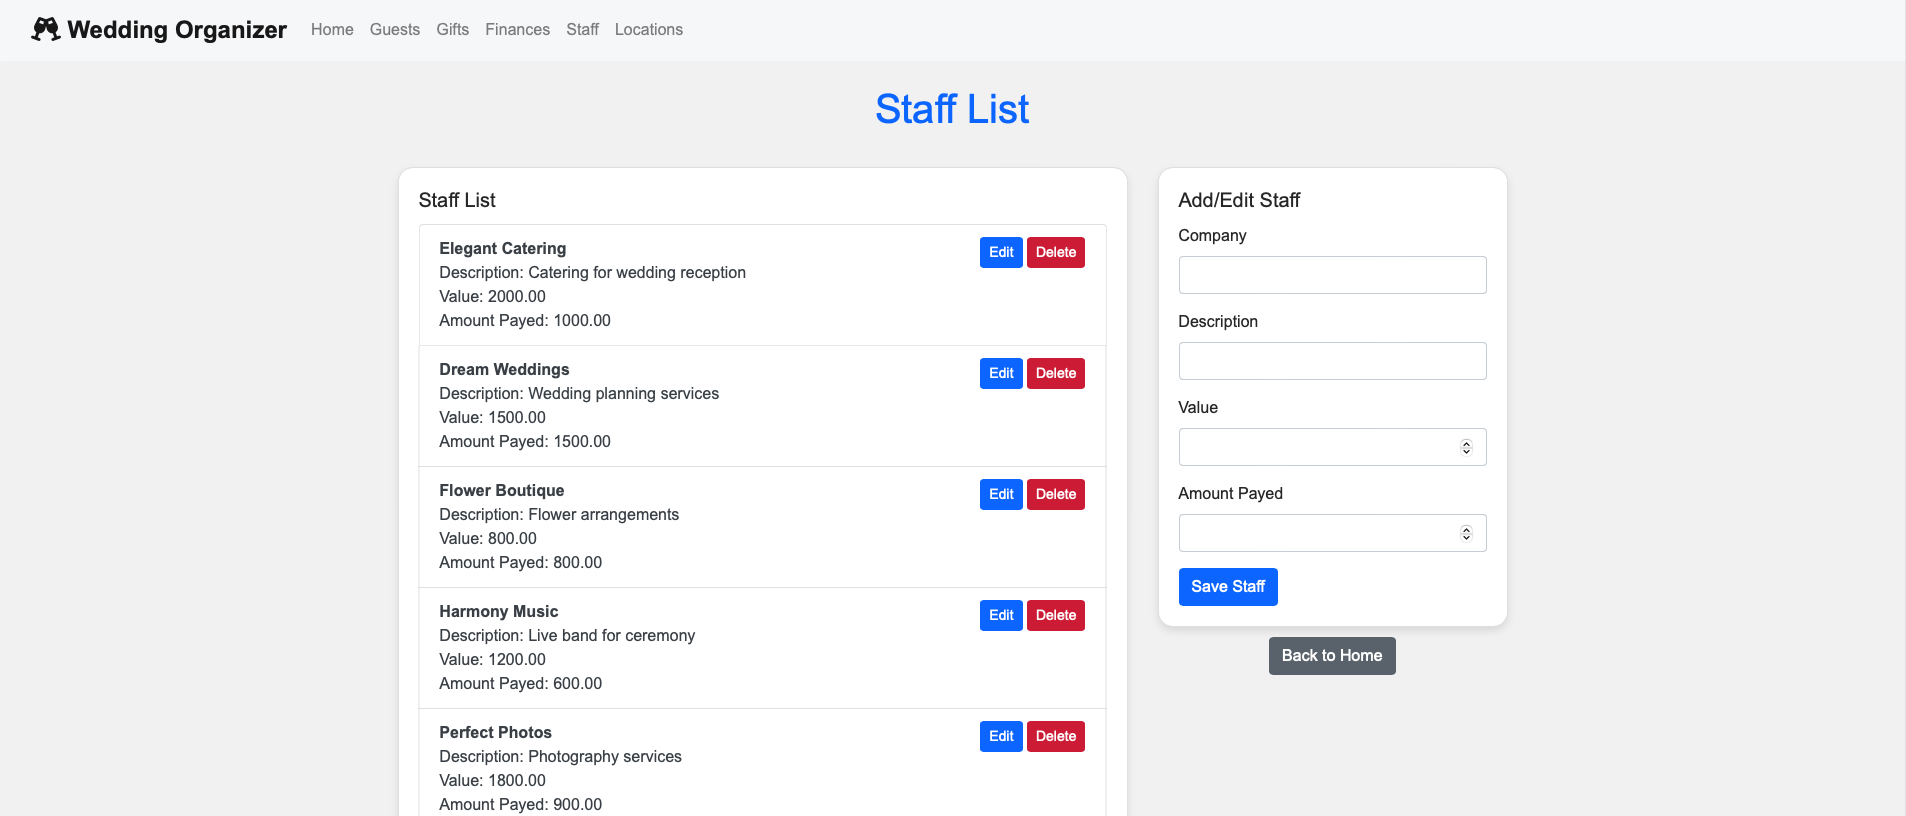 Wedding Organizer Home Guests Gifts Finances Staff Locations
Staff List
Staff List
Elegant Catering Edit Delete
Description: Catering for wedding reception
Value: 2000.00
Amount Payed: 1000.00
Dream Weddings Edit Delete
Description: Wedding planning services
Value: 1500.00
Amount Payed: 1500.00
Flower Boutique Edit Delete
Description: Flower arrangements
Value: 800.00
Amount Payed: 800.00
Harmony Music Edit Delete
Description: Live band for ceremony
Value: 1200.00
Amount Payed: 600.00
Perfect Photos Edit Delete
Description: Photography services
Value: 1800.00
Amount Payed: 900.00
Add/Edit Staff
Company
Description
Value
Amount Payed
Save Staff
Back to Home